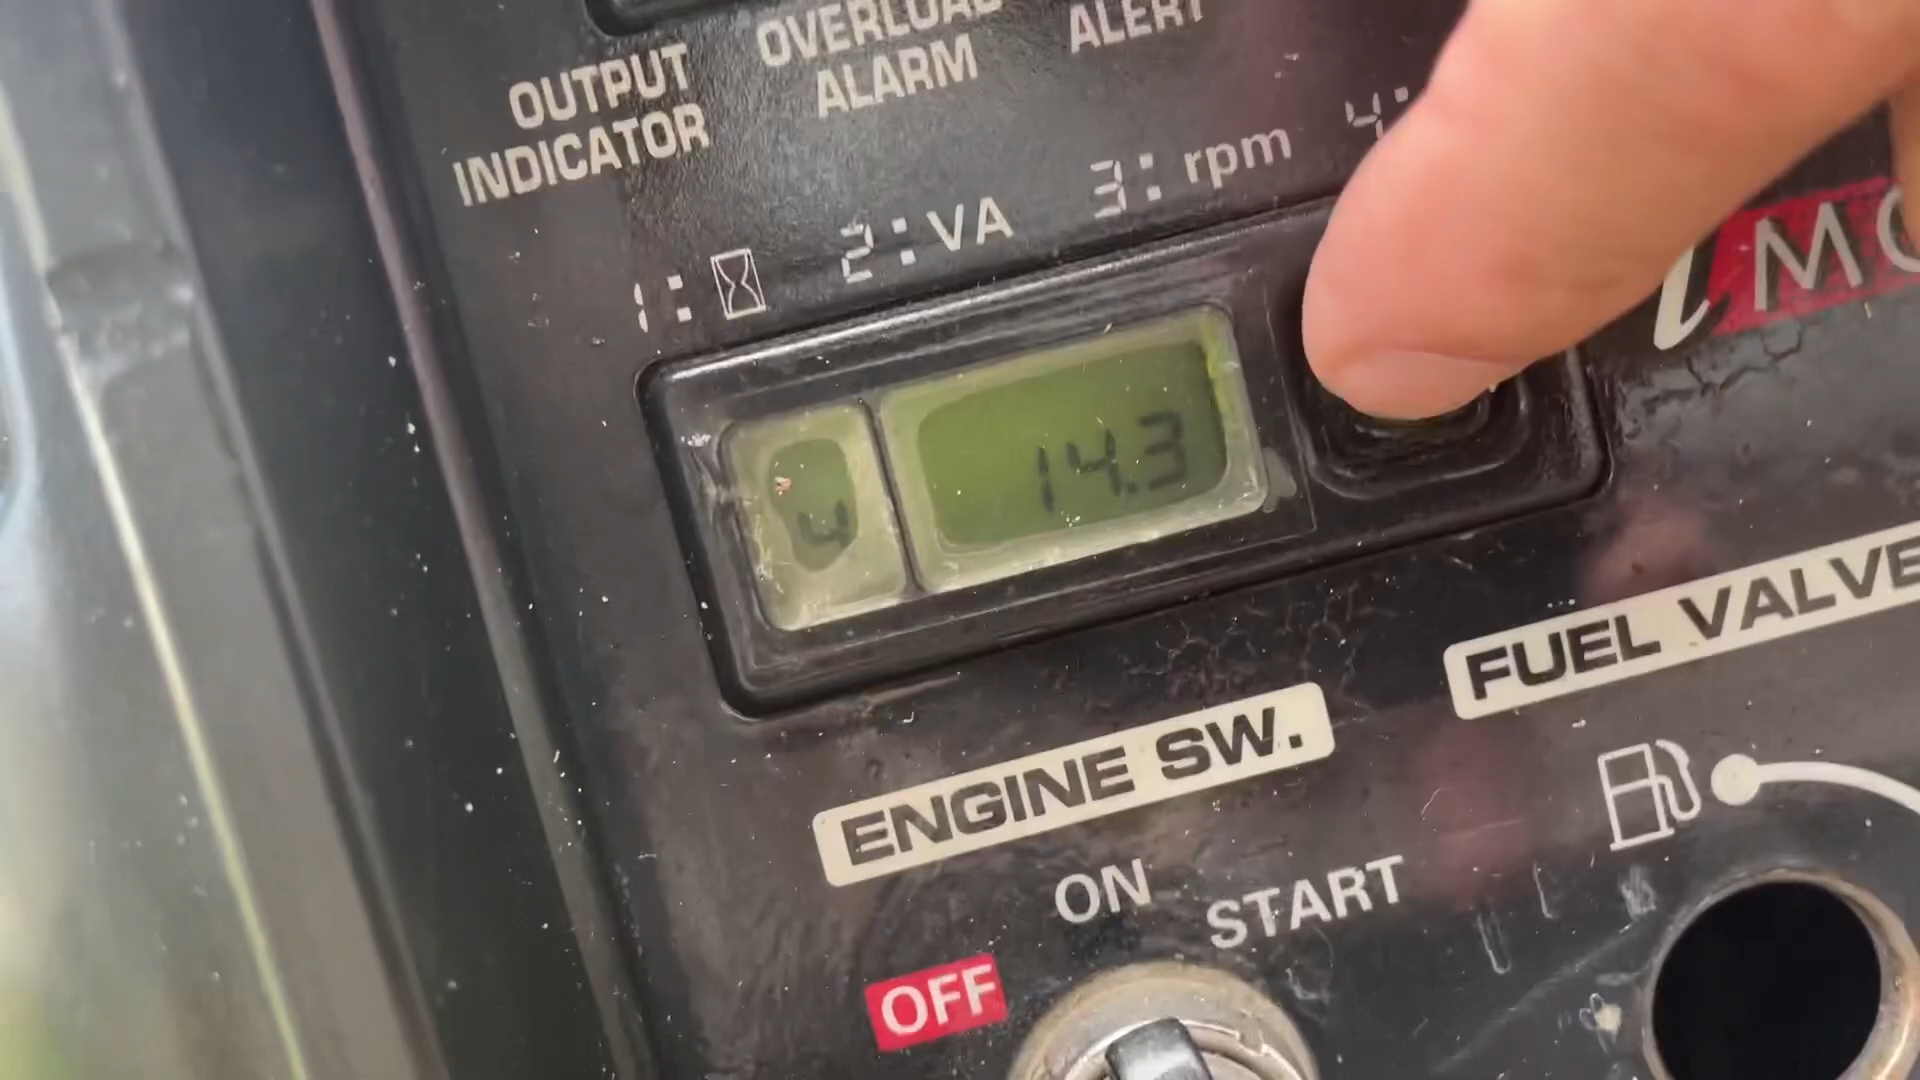 OVERLOAD
ALARM
ALERT
OUTPUT
INDICATOR
1: 2: VA 3: rpm 4:
4 14.3
i
FUEL VALVE
ENGINE SW.
ON
START
OFF